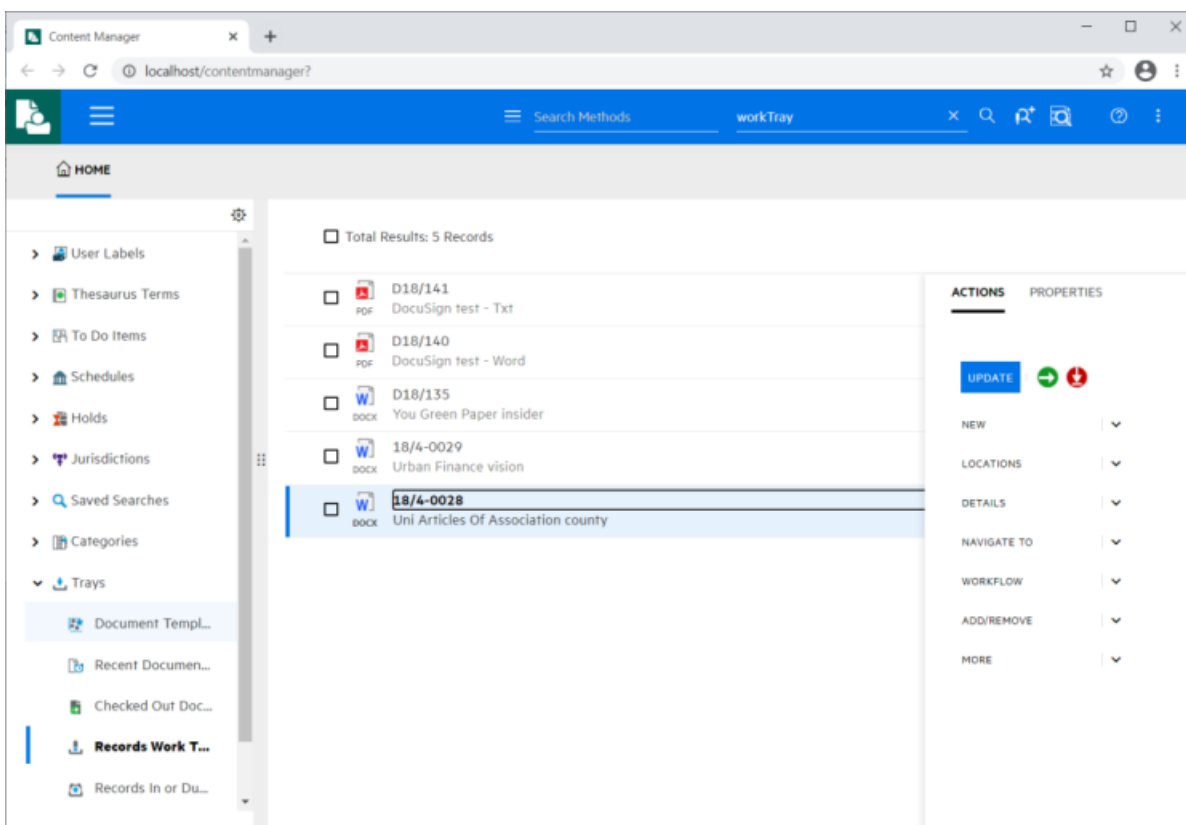 Content Manager
localhost/contentmanager?
Search Methods
workTray
HOME
User Labels
Thesaurus Terms
To Do Items
Schedules
Holds
Jurisdictions
Saved Searches
Categories
Trays
Document Templ...
Recent Documen...
Checked Out Doc...
Records Work T...
Records In or Du...
Total Results: 5 Records
PDF
D18/141
DocuSign test - Txt
PDF
D18/140
DocuSign test - Word
DOCX
D18/135
You Green Paper insider
DOCX
18/4-0029
Urban Finance vision
DOCX
18/4-0028
Uni Articles Of Association county
ACTIONS PROPERTIES
UPDATE
NEW
LOCATIONS
DETAILS
NAVIGATE TO
WORKFLOW
ADD/REMOVE
MORE